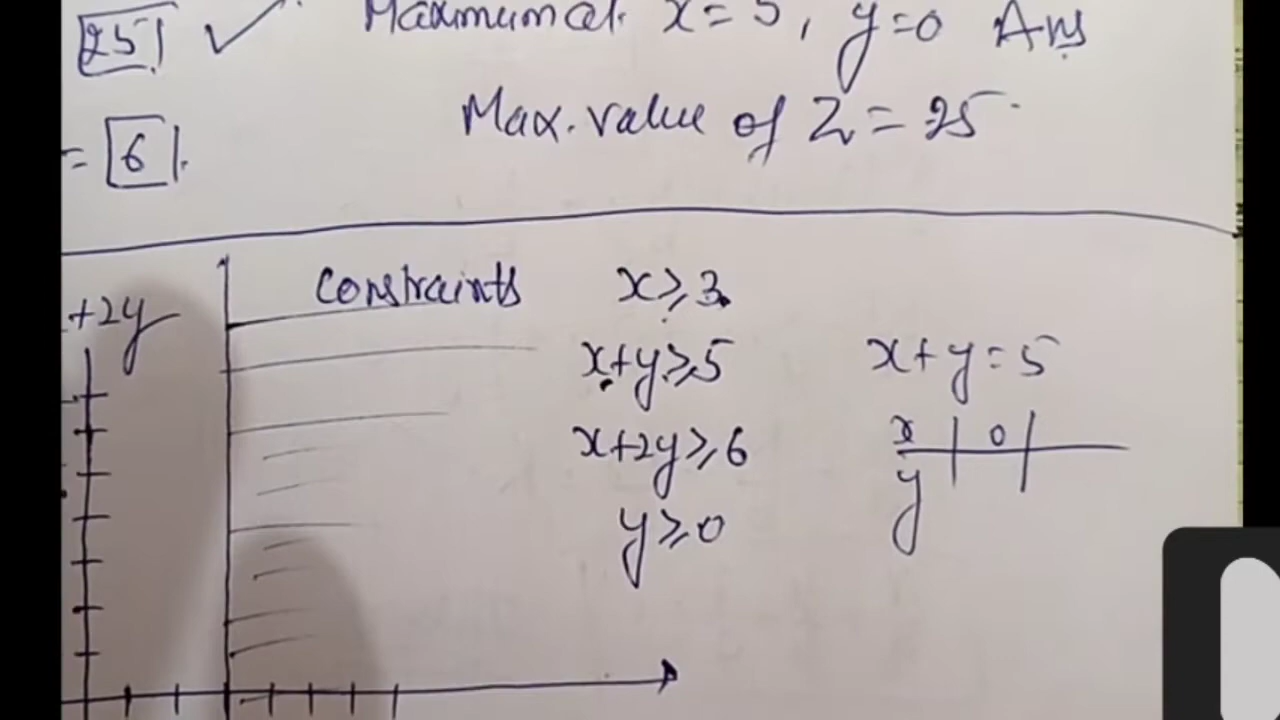 25 Maximum at x = 5, y = 0 Ans
= 6 Max. value of Z = 25
+2y Constraints x ≥ 3
x+y ≥ 5 x + y = 5
x+2y ≥ 6 x 0
y ≥ 0 y